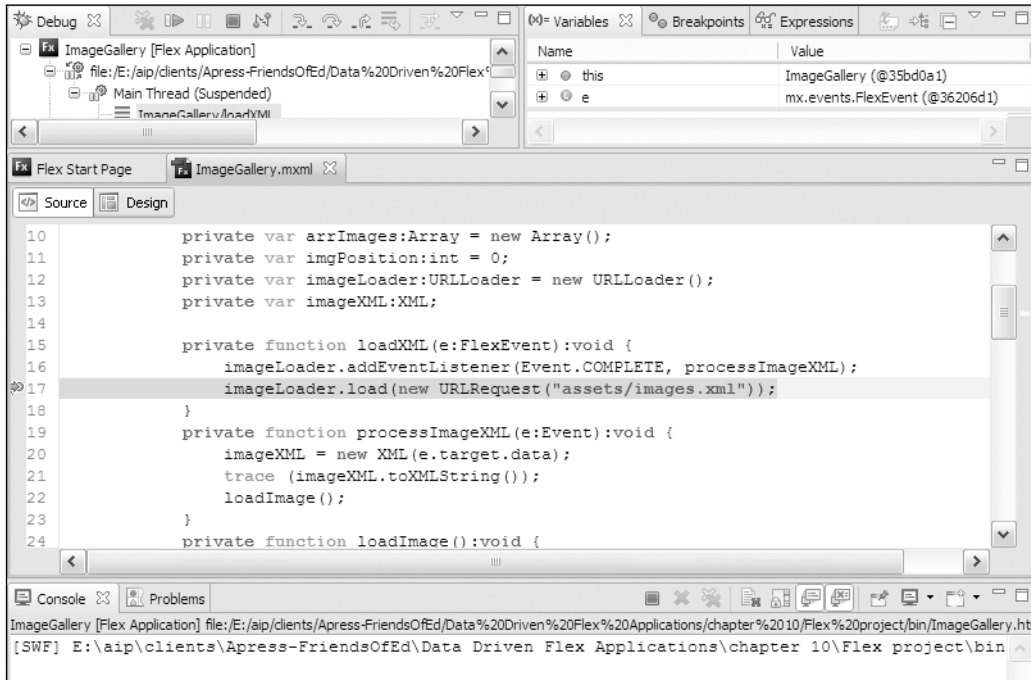 Debug
(x)= Variables Breakpoints Expressions
Fx ImageGallery [Flex Application]
file:/E:/aip/clients/Apress-FriendsOfEd/Data%20Driven%20Flex%
Main Thread (Suspended)
ImageGallery/loadXML
Name Value
this ImageGallery (@35bd0a1)
e mx.events.FlexEvent (@36206d1)
Fx Flex Start Page Fx ImageGallery.mxml
Source Design
10 private var arrImages:Array = new Array();
11 private var imgPosition:int = 0;
12 private var imageLoader:URLLoader = new URLLoader();
13 private var imageXML:XML;
14
15 private function loadXML(e:FlexEvent):void {
16 imageLoader.addEventListener(Event.COMPLETE, processImageXML);
17 imageLoader.load(new URLRequest("assets/images.xml"));
18 }
19 private function processImageXML(e:Event):void {
20 imageXML = new XML(e.target.data);
21 trace (imageXML.toXMLString());
22 loadImage();
23 }
24 private function loadImage():void {
Console Problems
ImageGallery [Flex Application] file:/E:/aip/clients/Apress-FriendsOfEd/Data%20Driven%20Flex%20Applications/chapter%2010/Flex%20project/bin/ImageGallery.ht
[SWF] E:\aip\clients\Apress-FriendsOfEd\Data Driven Flex Applications\chapter 10\Flex project\bin